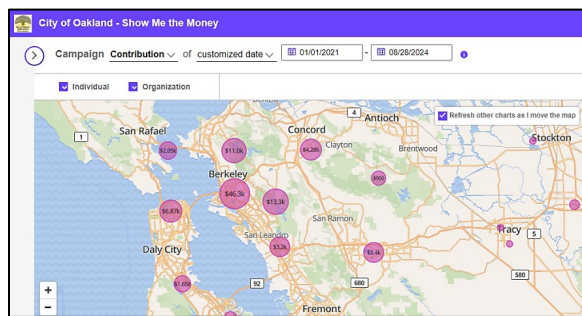 City of Oakland - Show Me the Money
Campaign Contribution of customized date 01/01/2021 - 08/28/2024
Individual Organization
Refresh other charts as I move the map
4
Antioch
1
San Rafael
Concord
Stockton
$2.05k
$11.0k
$4.28k
Clayton
Brentwood
Berkeley
$950
$46.3k
$13.3k
$6.87k
San Ramon
San Leandro
Tracy
5
Daly City
$3.2k
$3.4k
580
$1.65k
92
680
+
−
Fremont